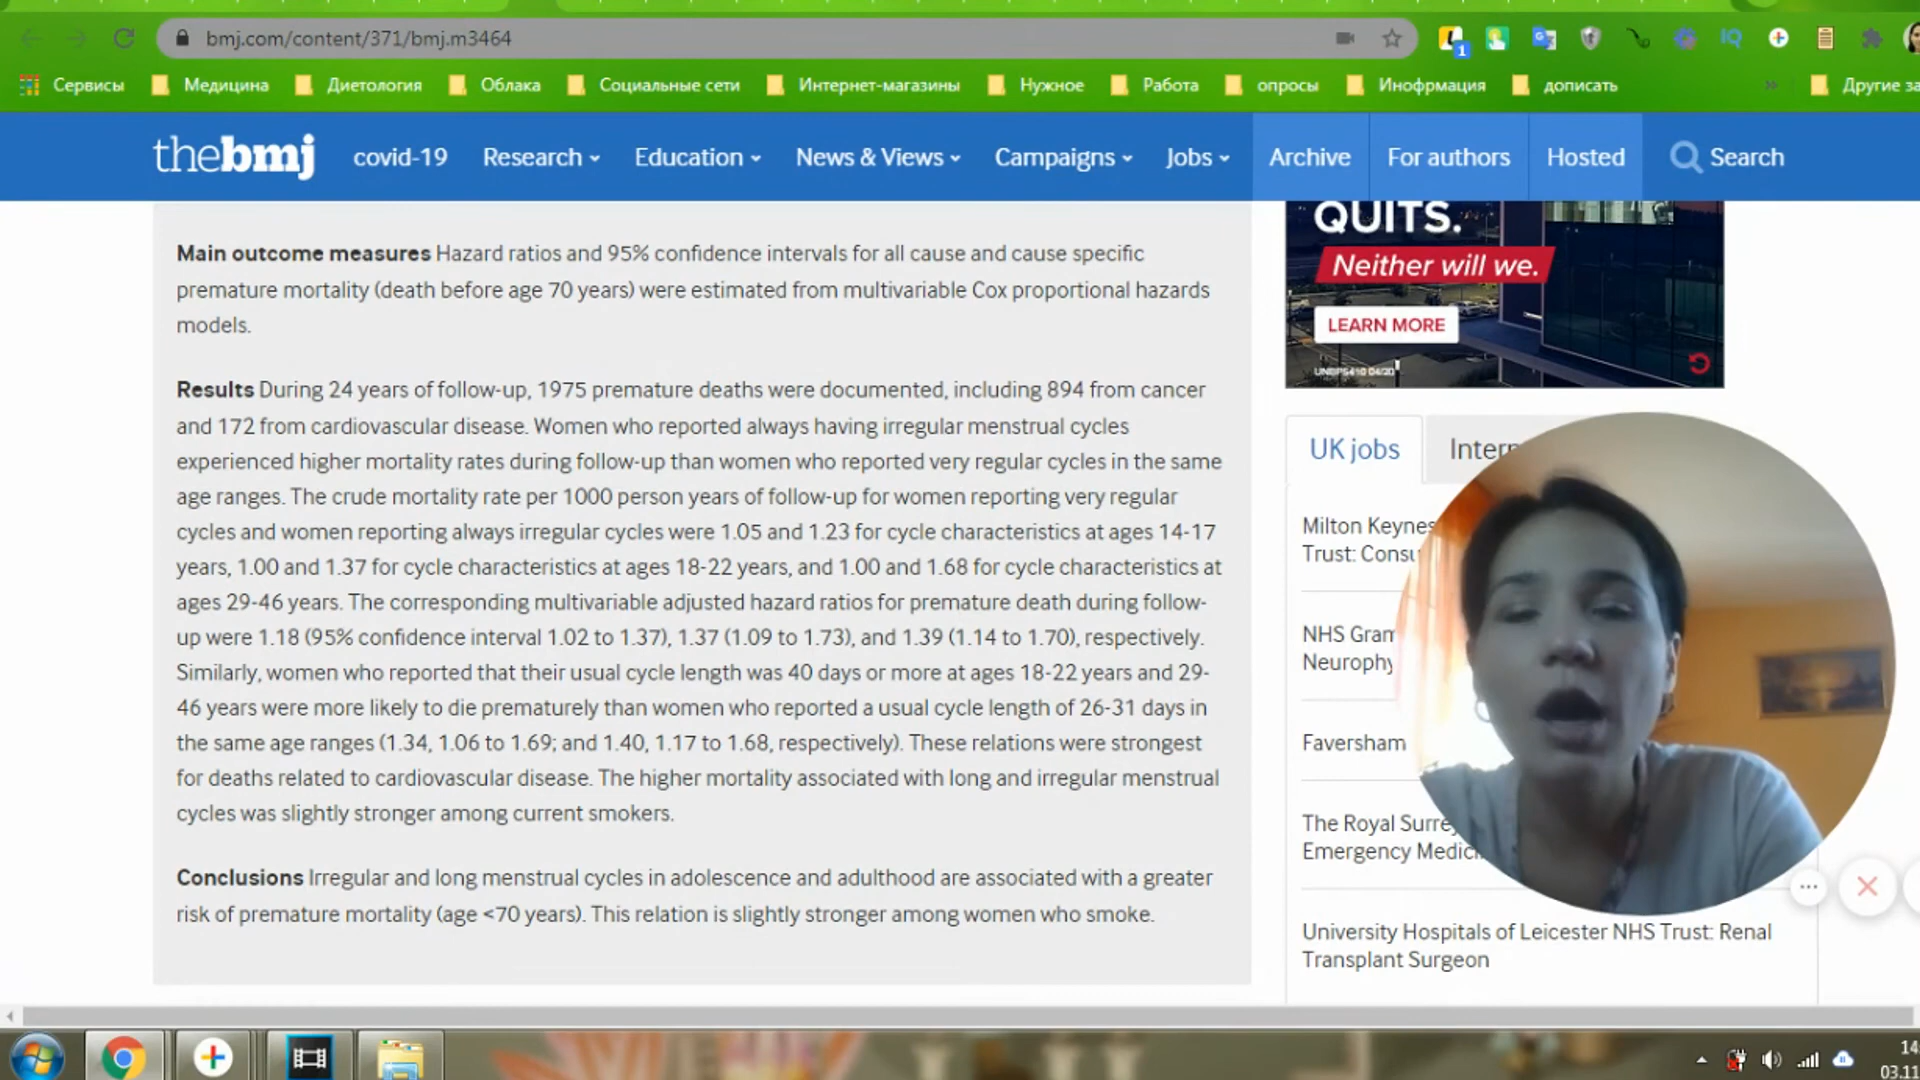 bmj.com/content/371/bmj.m3464
1
IQ
Сервисы Медицина Диетология Облака Социальные сети Интернет-магазины Нужное Работа опросы Инофрмация дописать » Другие за
thebmj covid-19 Research Education News & Views Campaigns Jobs Archive For authors Hosted Search
QUITS.
Neither will we.
LEARN MORE
Main outcome measures Hazard ratios and 95% confidence intervals for all cause and cause specific
premature mortality (death before age 70 years) were estimated from multivariable Cox proportional hazards
models.
Results During 24 years of follow-up, 1975 premature deaths were documented, including 894 from cancer
and 172 from cardiovascular disease. Women who reported always having irregular menstrual cycles
experienced higher mortality rates during follow-up than women who reported very regular cycles in the same
age ranges. The crude mortality rate per 1000 person years of follow-up for women reporting very regular
cycles and women reporting always irregular cycles were 1.05 and 1.23 for cycle characteristics at ages 14-17
years, 1.00 and 1.37 for cycle characteristics at ages 18-22 years, and 1.00 and 1.68 for cycle characteristics at
ages 29-46 years. The corresponding multivariable adjusted hazard ratios for premature death during follow-
up were 1.18 (95% confidence interval 1.02 to 1.37), 1.37 (1.09 to 1.73), and 1.39 (1.14 to 1.70), respectively.
Similarly, women who reported that their usual cycle length was 40 days or more at ages 18-22 years and 29-
46 years were more likely to die prematurely than women who reported a usual cycle length of 26-31 days in
the same age ranges (1.34, 1.06 to 1.69; and 1.40, 1.17 to 1.68, respectively). These relations were strongest
for deaths related to cardiovascular disease. The higher mortality associated with long and irregular menstrual
cycles was slightly stronger among current smokers.
Conclusions Irregular and long menstrual cycles in adolescence and adulthood are associated with a greater
risk of premature mortality (age <70 years). This relation is slightly stronger among women who smoke.
UK jobs Intern
Milton Keynes
Trust: Consu
NHS Gram
Neurophy
Faversham
The Royal Surrey
Emergency Medici
University Hospitals of Leicester NHS Trust: Renal
Transplant Surgeon
14
03.11